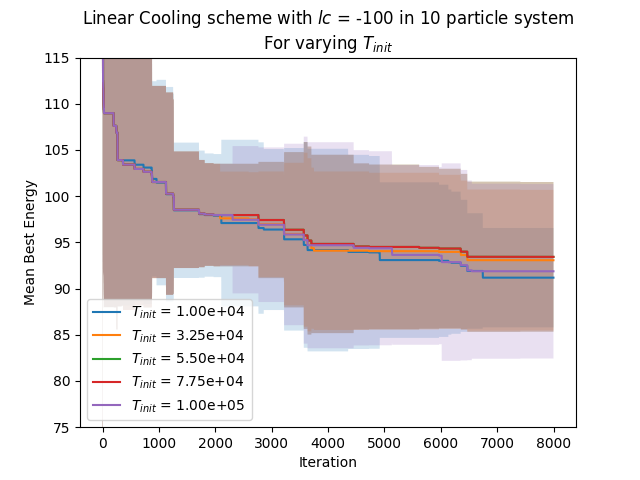 Linear Cooling scheme with lc = -100 in 10 particle system
For varying T_init
Mean Best Energy
115
110
105
100
95
90
85
80
75
T_init = 1.00e+04
T_init = 3.25e+04
T_init = 5.50e+04
T_init = 7.75e+04
T_init = 1.00e+05
0 1000 2000 3000 4000 5000 6000 7000 8000
Iteration